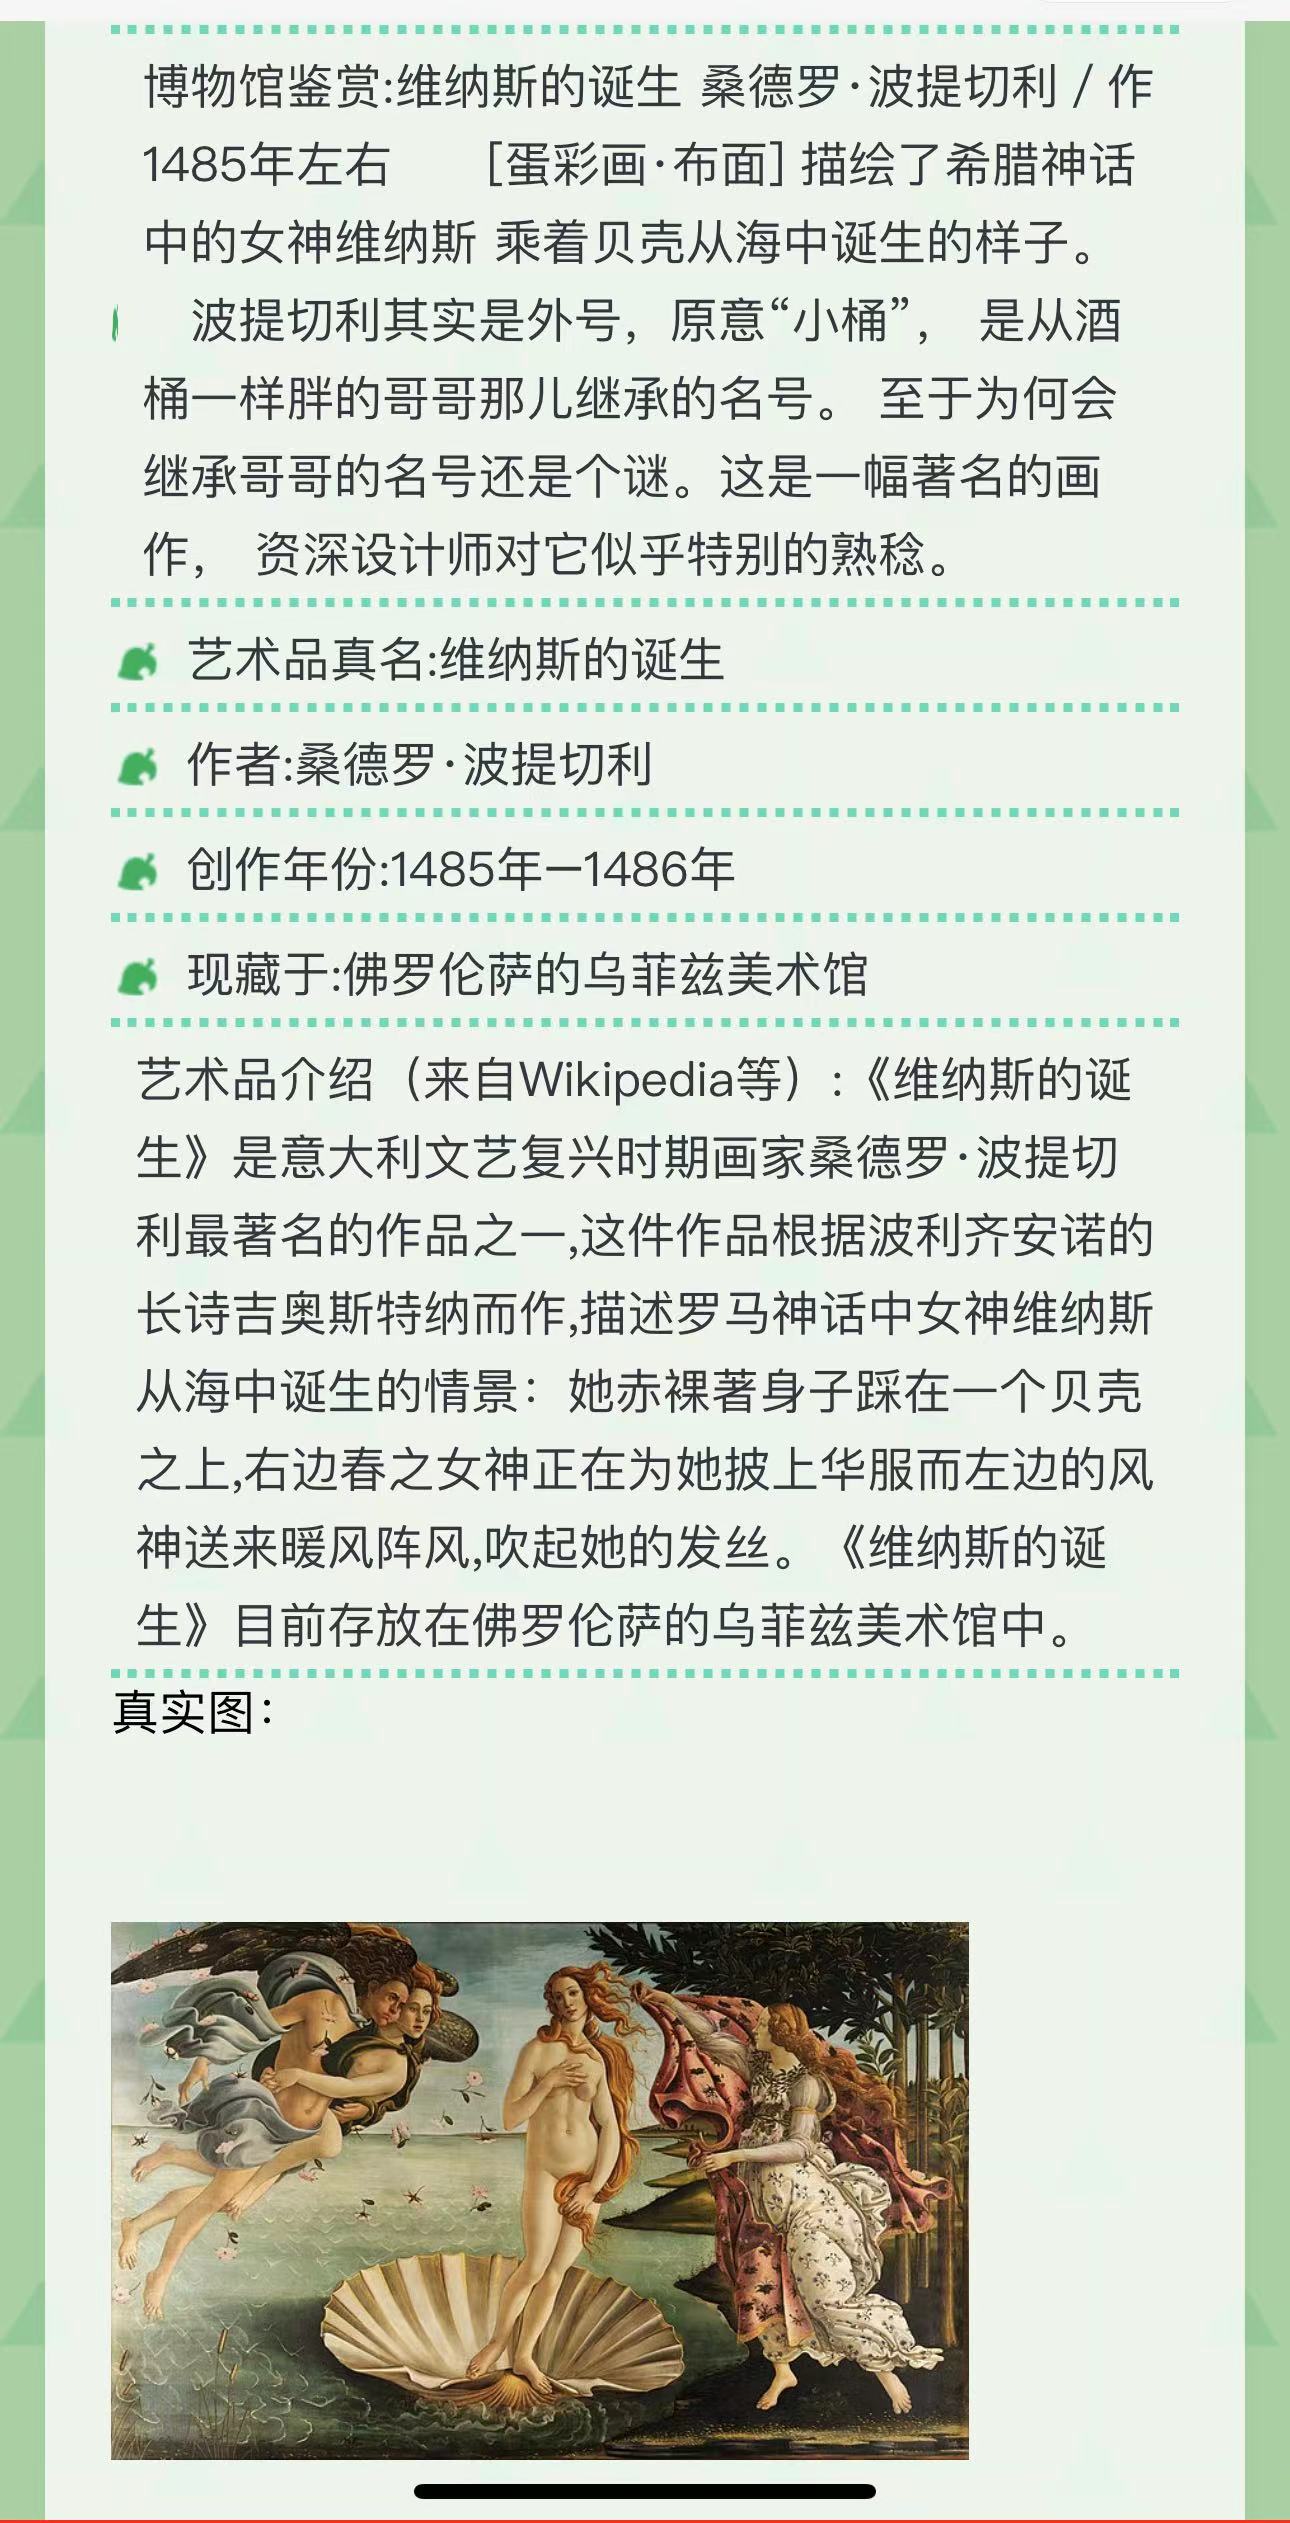 博物馆鉴赏:维纳斯的诞生 桑德罗·波提切利 / 作
1485年左右 [蛋彩画·布面] 描绘了希腊神话
中的女神维纳斯 乘着贝壳从海中诞生的样子。
波提切利其实是外号，原意“小桶”， 是从酒
桶一样胖的哥哥那儿继承的名号。 至于为何会
继承哥哥的名号还是个谜。这是一幅著名的画
作， 资深设计师对它似乎特别的熟稔。
艺术品真名:维纳斯的诞生
作者:桑德罗·波提切利
创作年份:1485年—1486年
现藏于:佛罗伦萨的乌菲兹美术馆
艺术品介绍（来自Wikipedia等）:《维纳斯的诞
生》是意大利文艺复兴时期画家桑德罗·波提切
利最著名的作品之一,这件作品根据波利齐安诺的
长诗吉奥斯特纳而作,描述罗马神话中女神维纳斯
从海中诞生的情景：她赤裸著身子踩在一个贝壳
之上,右边春之女神正在为她披上华服而左边的风
神送来暖风阵风,吹起她的发丝。《维纳斯的诞
生》目前存放在佛罗伦萨的乌菲兹美术馆中。
真实图：